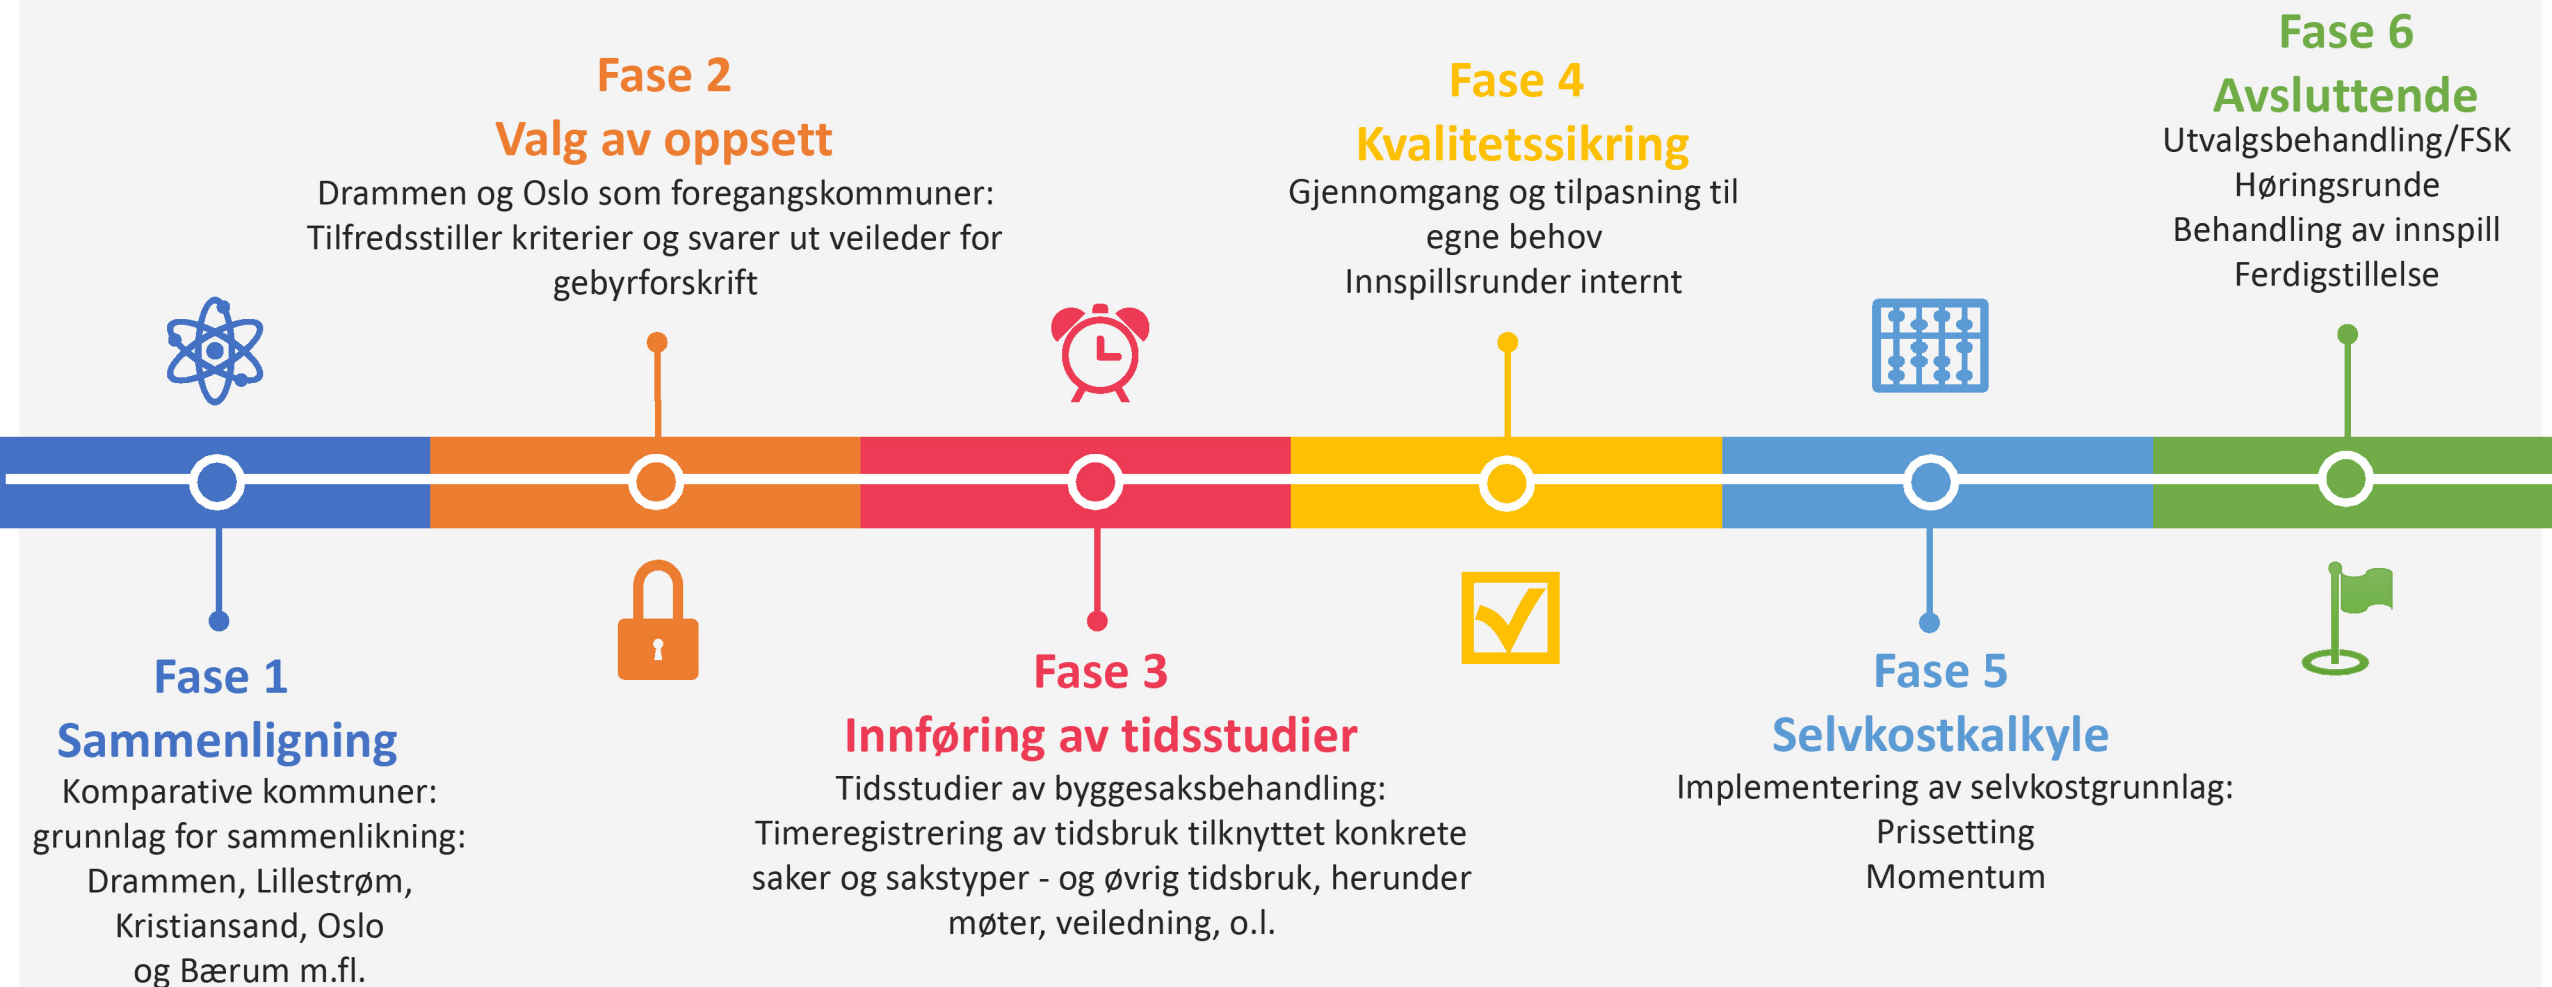 Fase 1
Sammenligning
Komparative kommuner:
grunnlag for sammenlikning:
Drammen, Lillestrøm,
Kristiansand, Oslo
og Bærum m.fl.
Fase 2
Valg av oppsett
Drammen og Oslo som foregangskommuner:
Tilfredsstiller kriterier og svarer ut veileder for
gebyrforskrift
Fase 3
Innføring av tidsstudier
Tidsstudier av byggesaksbehandling:
Timeregistrering av tidsbruk tilknyttet konkrete
saker og sakstyper - og øvrig tidsbruk, herunder
møter, veiledning, o.l.
Fase 4
Kvalitetssikring
Gjennomgang og tilpasning til
egne behov
Innspillsrunder internt
Fase 5
Selvkostkalkyle
Implementering av selvkostgrunnlag:
Prissetting
Momentum
Fase 6
Avsluttende
Utvalgsbehandling/FSK
Høringsrunde
Behandling av innspill
Ferdigstillelse